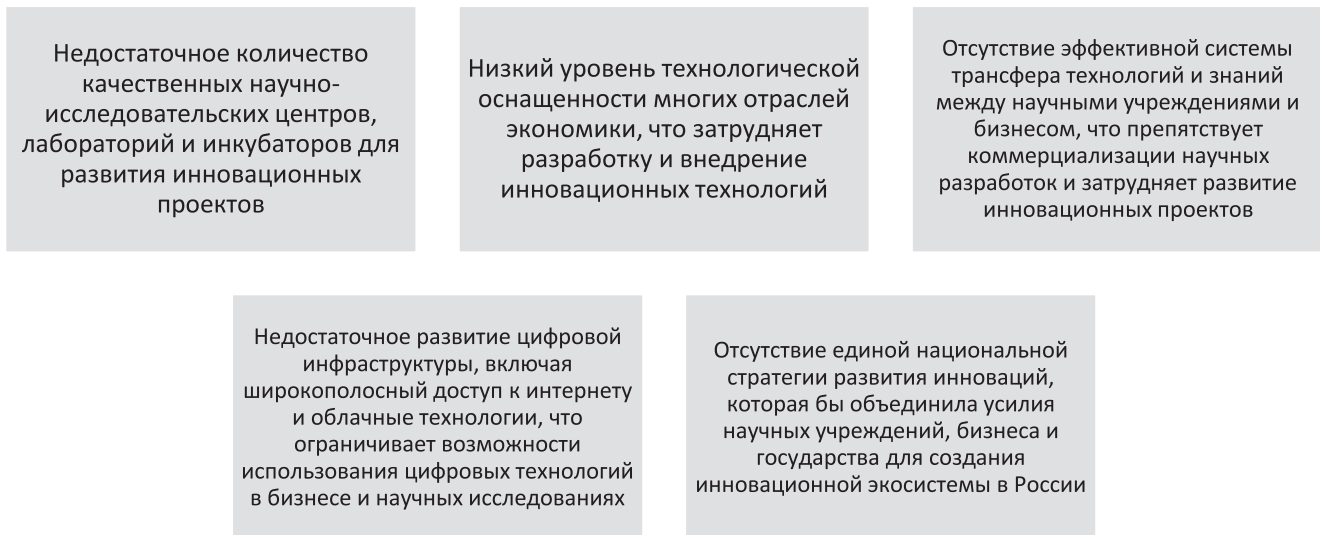 Недостаточное количество
качественных научно-
исследовательских центров,
лабораторий и инкубаторов для
развития инновационных
проектов
Низкий уровень технологической
оснащенности многих отраслей
экономики, что затрудняет
разработку и внедрение
инновационных технологий
Отсутствие эффективной системы
трансфера технологий и знаний
между научными учреждениями и
бизнесом, что препятствует
коммерциализации научных
разработок и затрудняет развитие
инновационных проектов
Недостаточное развитие цифровой
инфраструктуры, включая
широкополосный доступ к интернету
и облачные технологии, что
ограничивает возможности
использования цифровых технологий
в бизнесе и научных исследованиях
Отсутствие единой национальной
стратегии развития инноваций,
которая бы объединила усилия
научных учреждений, бизнеса и
государства для создания
инновационной экосистемы в России